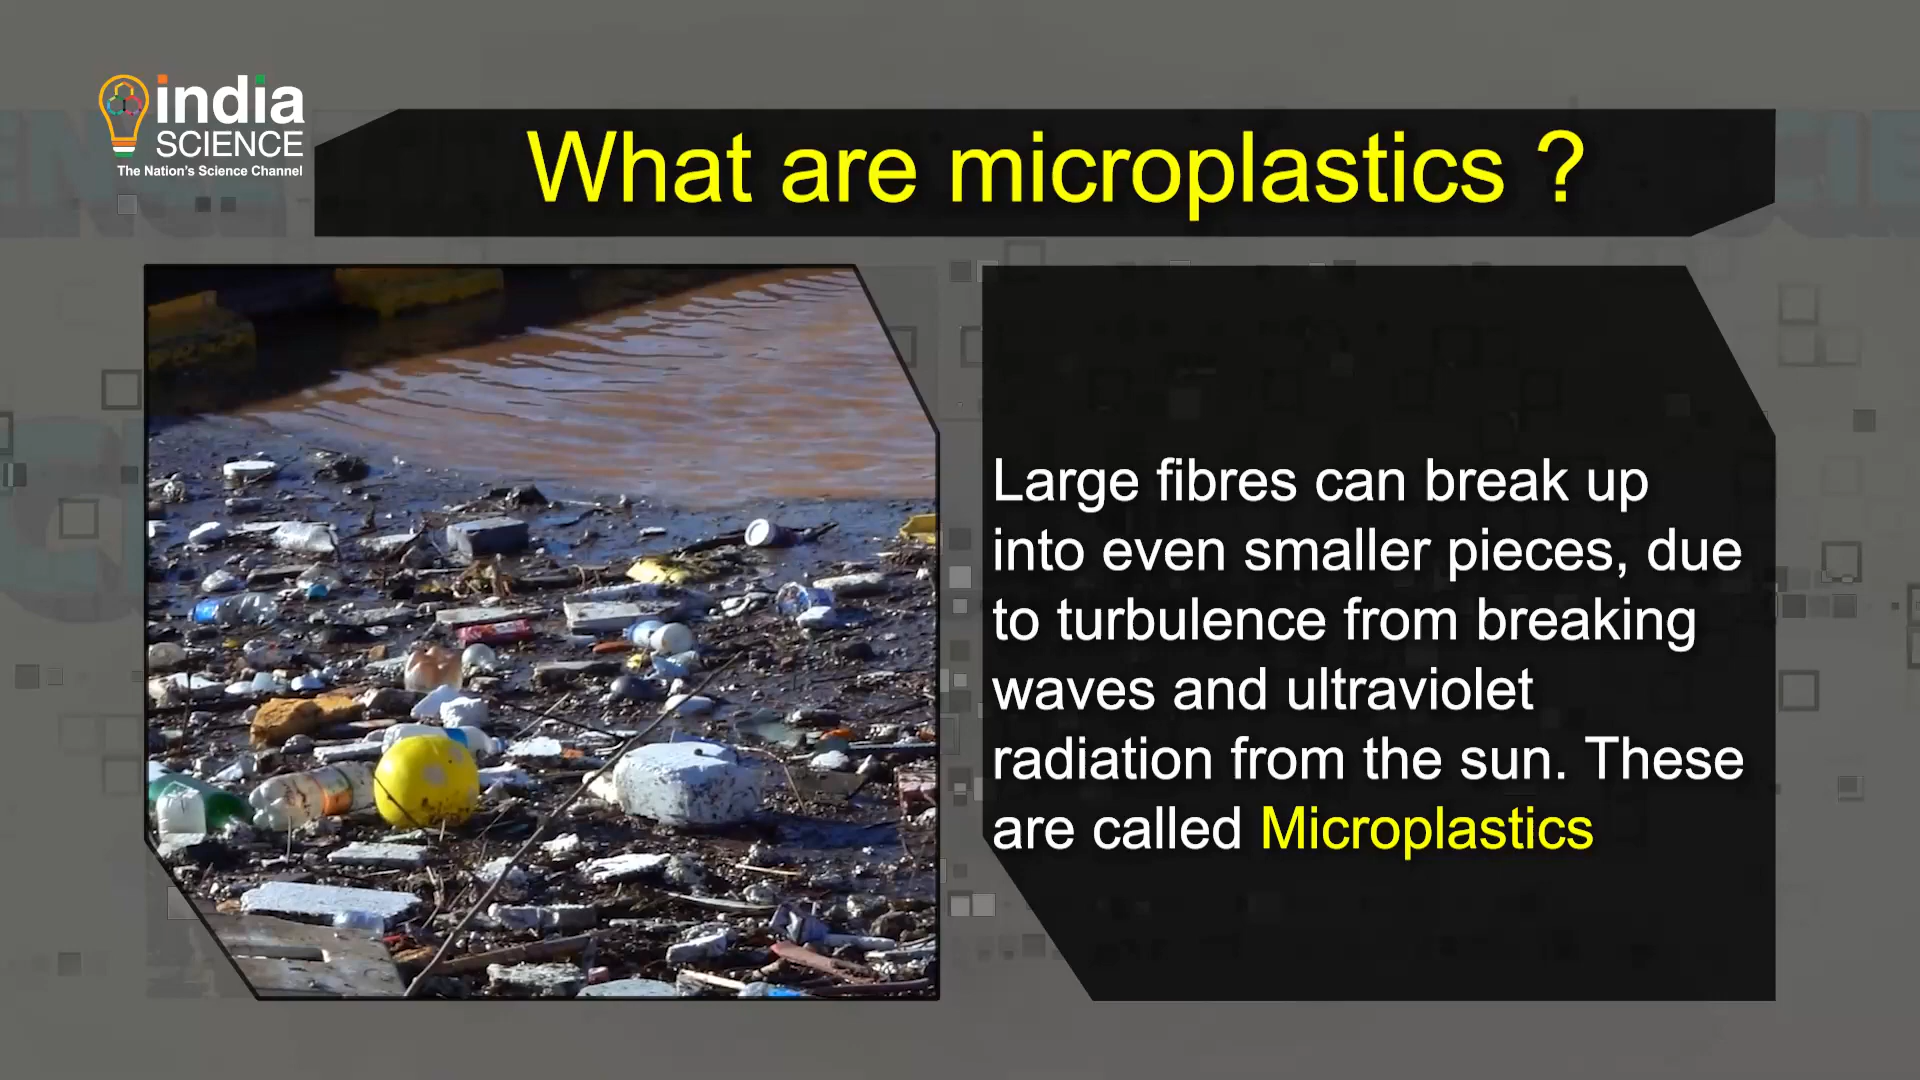 india
SCIENCE
The Nation's Science Channel
What are microplastics ?
Large fibres can break up
into even smaller pieces, due
to turbulence from breaking
waves and ultraviolet
radiation from the sun. These
are called Microplastics